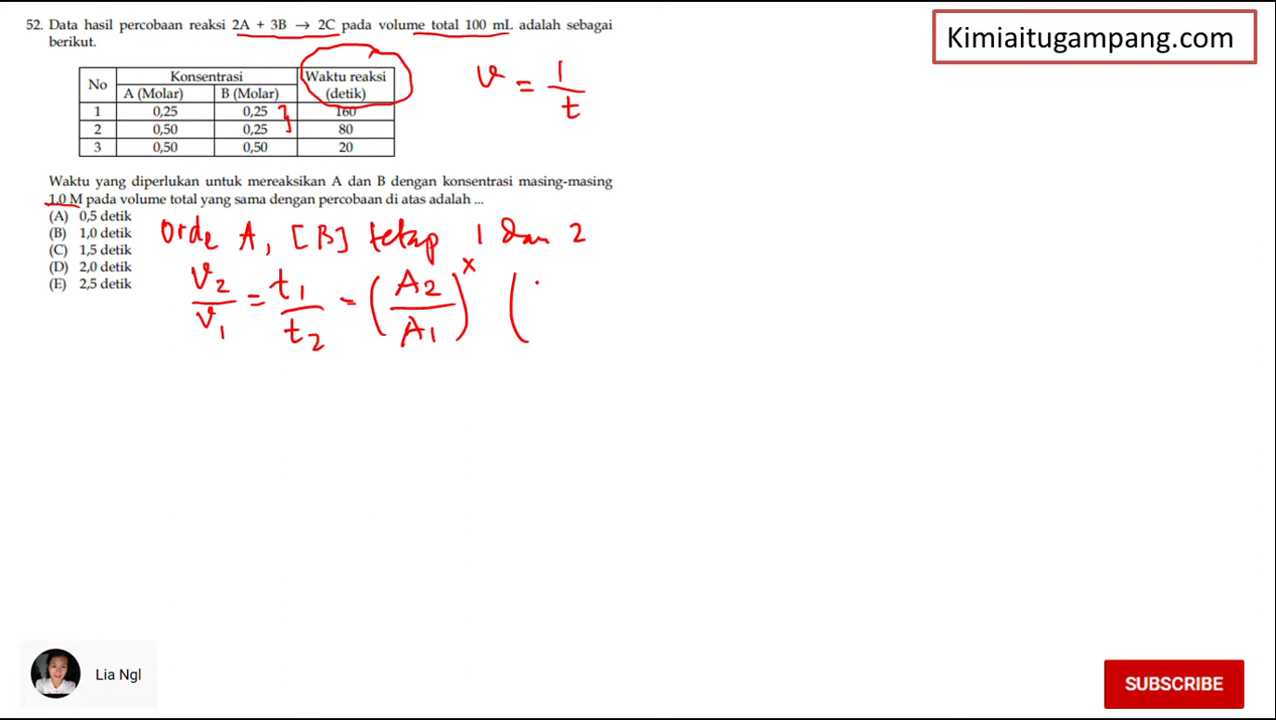 52. Data hasil percobaan reaksi 2A + 3B → 2C pada volume total 100 mL adalah sebagai
berikut.
Kimiaitugampang.com
No Konsentrasi Waktu reaksi
A (Molar) B (Molar) (detik)
1 0,25 0,25 160
2 0,50 0,25 80
3 0,50 0,50 20
v = 1/t
Waktu yang diperlukan untuk mereaksikan A dan B dengan konsentrasi masing-masing
1,0 M pada volume total yang sama dengan percobaan di atas adalah ...
(A) 0,5 detik
(B) 1,0 detik
(C) 1,5 detik
(D) 2,0 detik
(E) 2,5 detik
Orde A, [B] tetap 1 dan 2
v2/v1 = t1/t2 = (A2/A1)^x (
Lia Ngl
SUBSCRIBE